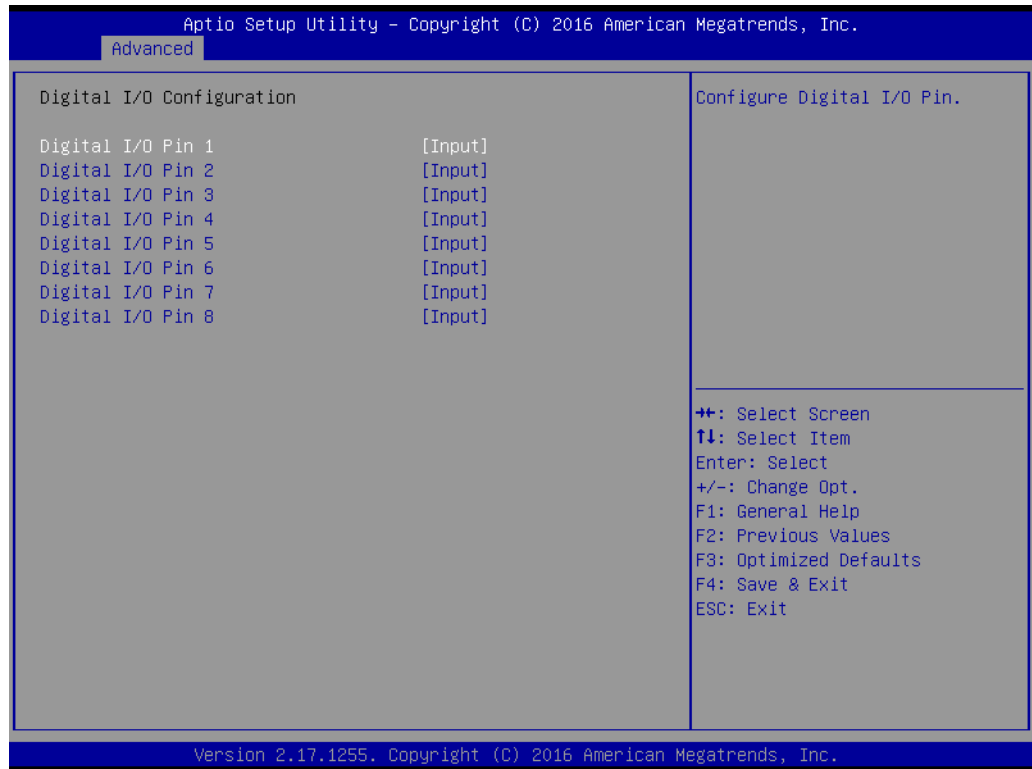 Aptio Setup Utility – Copyright (C) 2016 American Megatrends, Inc.
Advanced
Digital I/O Configuration
Digital I/O Pin 1 [Input]
Digital I/O Pin 2 [Input]
Digital I/O Pin 3 [Input]
Digital I/O Pin 4 [Input]
Digital I/O Pin 5 [Input]
Digital I/O Pin 6 [Input]
Digital I/O Pin 7 [Input]
Digital I/O Pin 8 [Input]
Configure Digital I/O Pin.
→←: Select Screen
↑↓: Select Item
Enter: Select
+/-: Change Opt.
F1: General Help
F2: Previous Values
F3: Optimized Defaults
F4: Save & Exit
ESC: Exit
Version 2.17.1255. Copyright (C) 2016 American Megatrends, Inc.